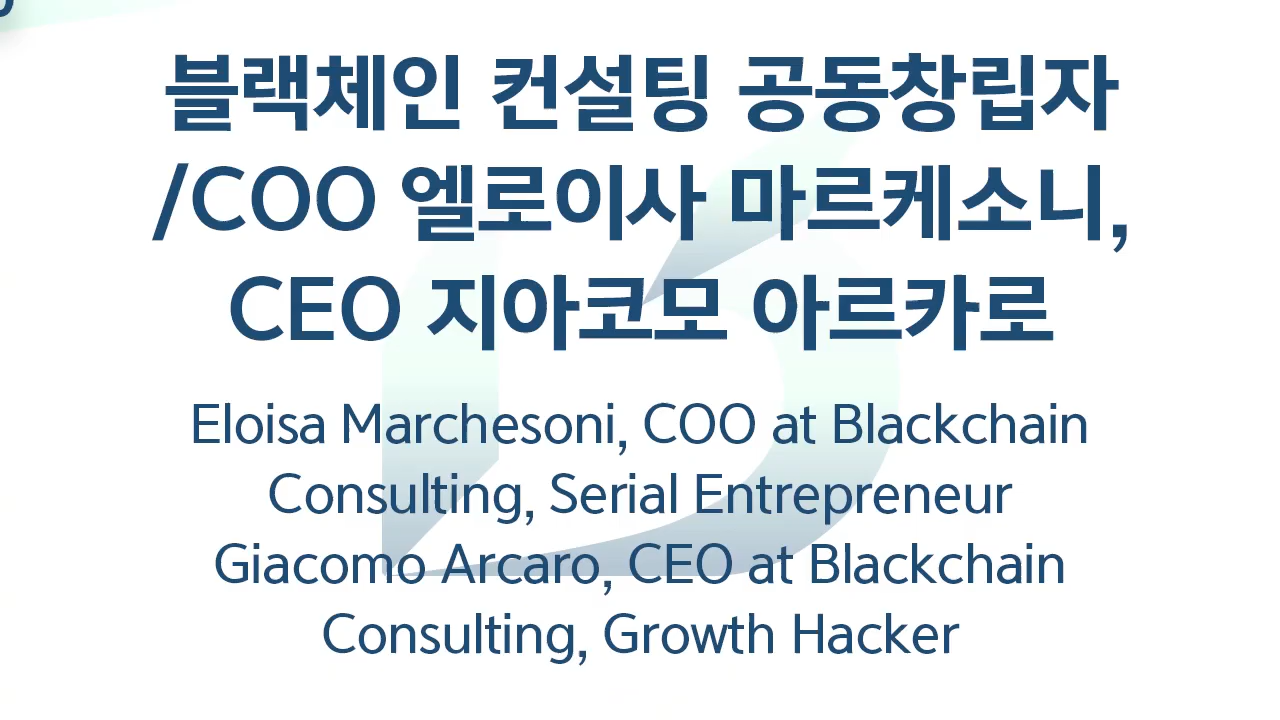 블랙체인 컨설팅 공동창립자
/COO 엘로이사 마르케소니,
CEO 지아코모 아르카로
Eloisa Marchesoni, COO at Blackchain
Consulting, Serial Entrepreneur
Giacomo Arcaro, CEO at Blackchain
Consulting, Growth Hacker